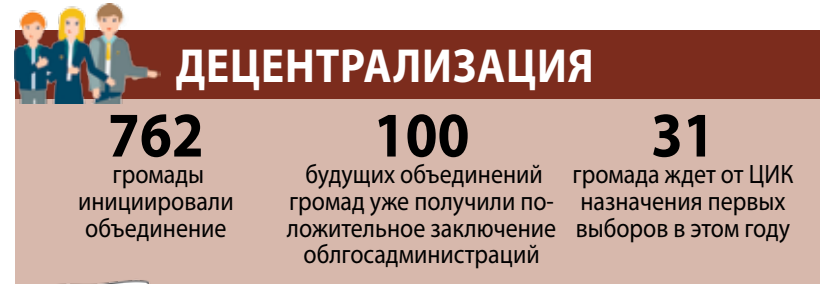 ДЕЦЕНТРАЛИЗАЦИЯ
762
громады
инициировали
объединение
100
будущих объединений
громад уже получили по-
ложительное заключение
облгосадминистраций
31
громада ждет от ЦИК
назначения первых
выборов в этом году